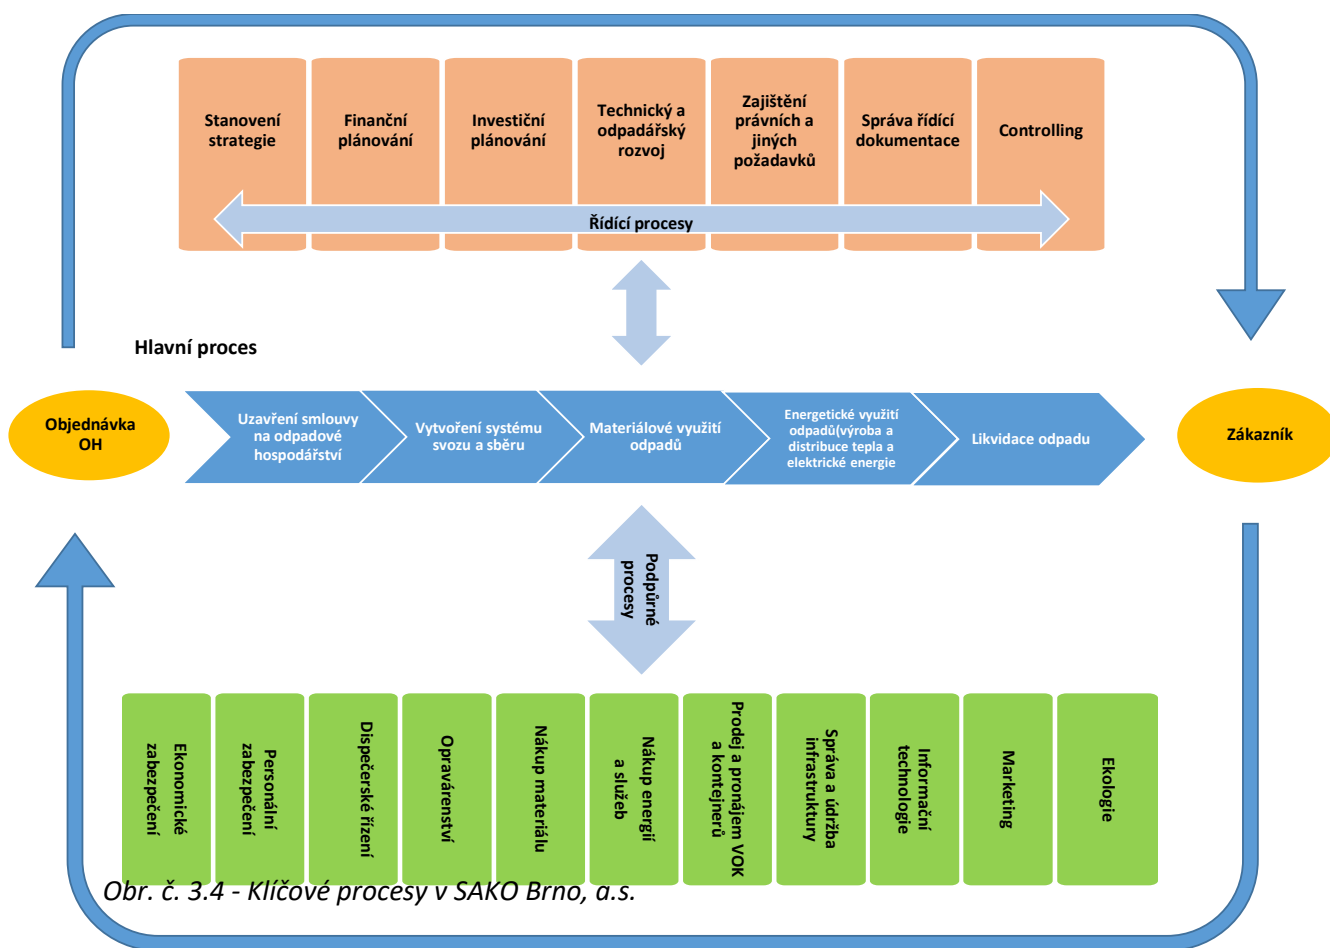 Stanovení
strategie
Finanční
plánování
Investiční
plánování
Technický a
odpadářský
rozvoj
Zajištění
právních a
jiných
požadavků
Správa řídící
dokumentace
Controlling
Řídící procesy
Hlavní proces
Objednávka
OH
Uzavření smlouvy
na odpadové
hospodářství
Vytvoření systému
svozu a sběru
Materiálové využití
odpadů
Energetické využití
odpadů(výroba a
distribuce tepla a
elektrické energie
Likvidace odpadu
Zákazník
Podpůrné
procesy
Ekonomické
zabezpečení
Personální
zabezpečení
Dispečerské řízení
Opravárenství
Nákup materiálu
Nákup energií
a služeb
Prodej a pronájem VOK
a kontejnerů
Správa a údržba
infrastruktury
Informační
technologie
Marketing
Ekologie
Obr. č. 3.4 - Klíčové procesy v SAKO Brno, a.s.